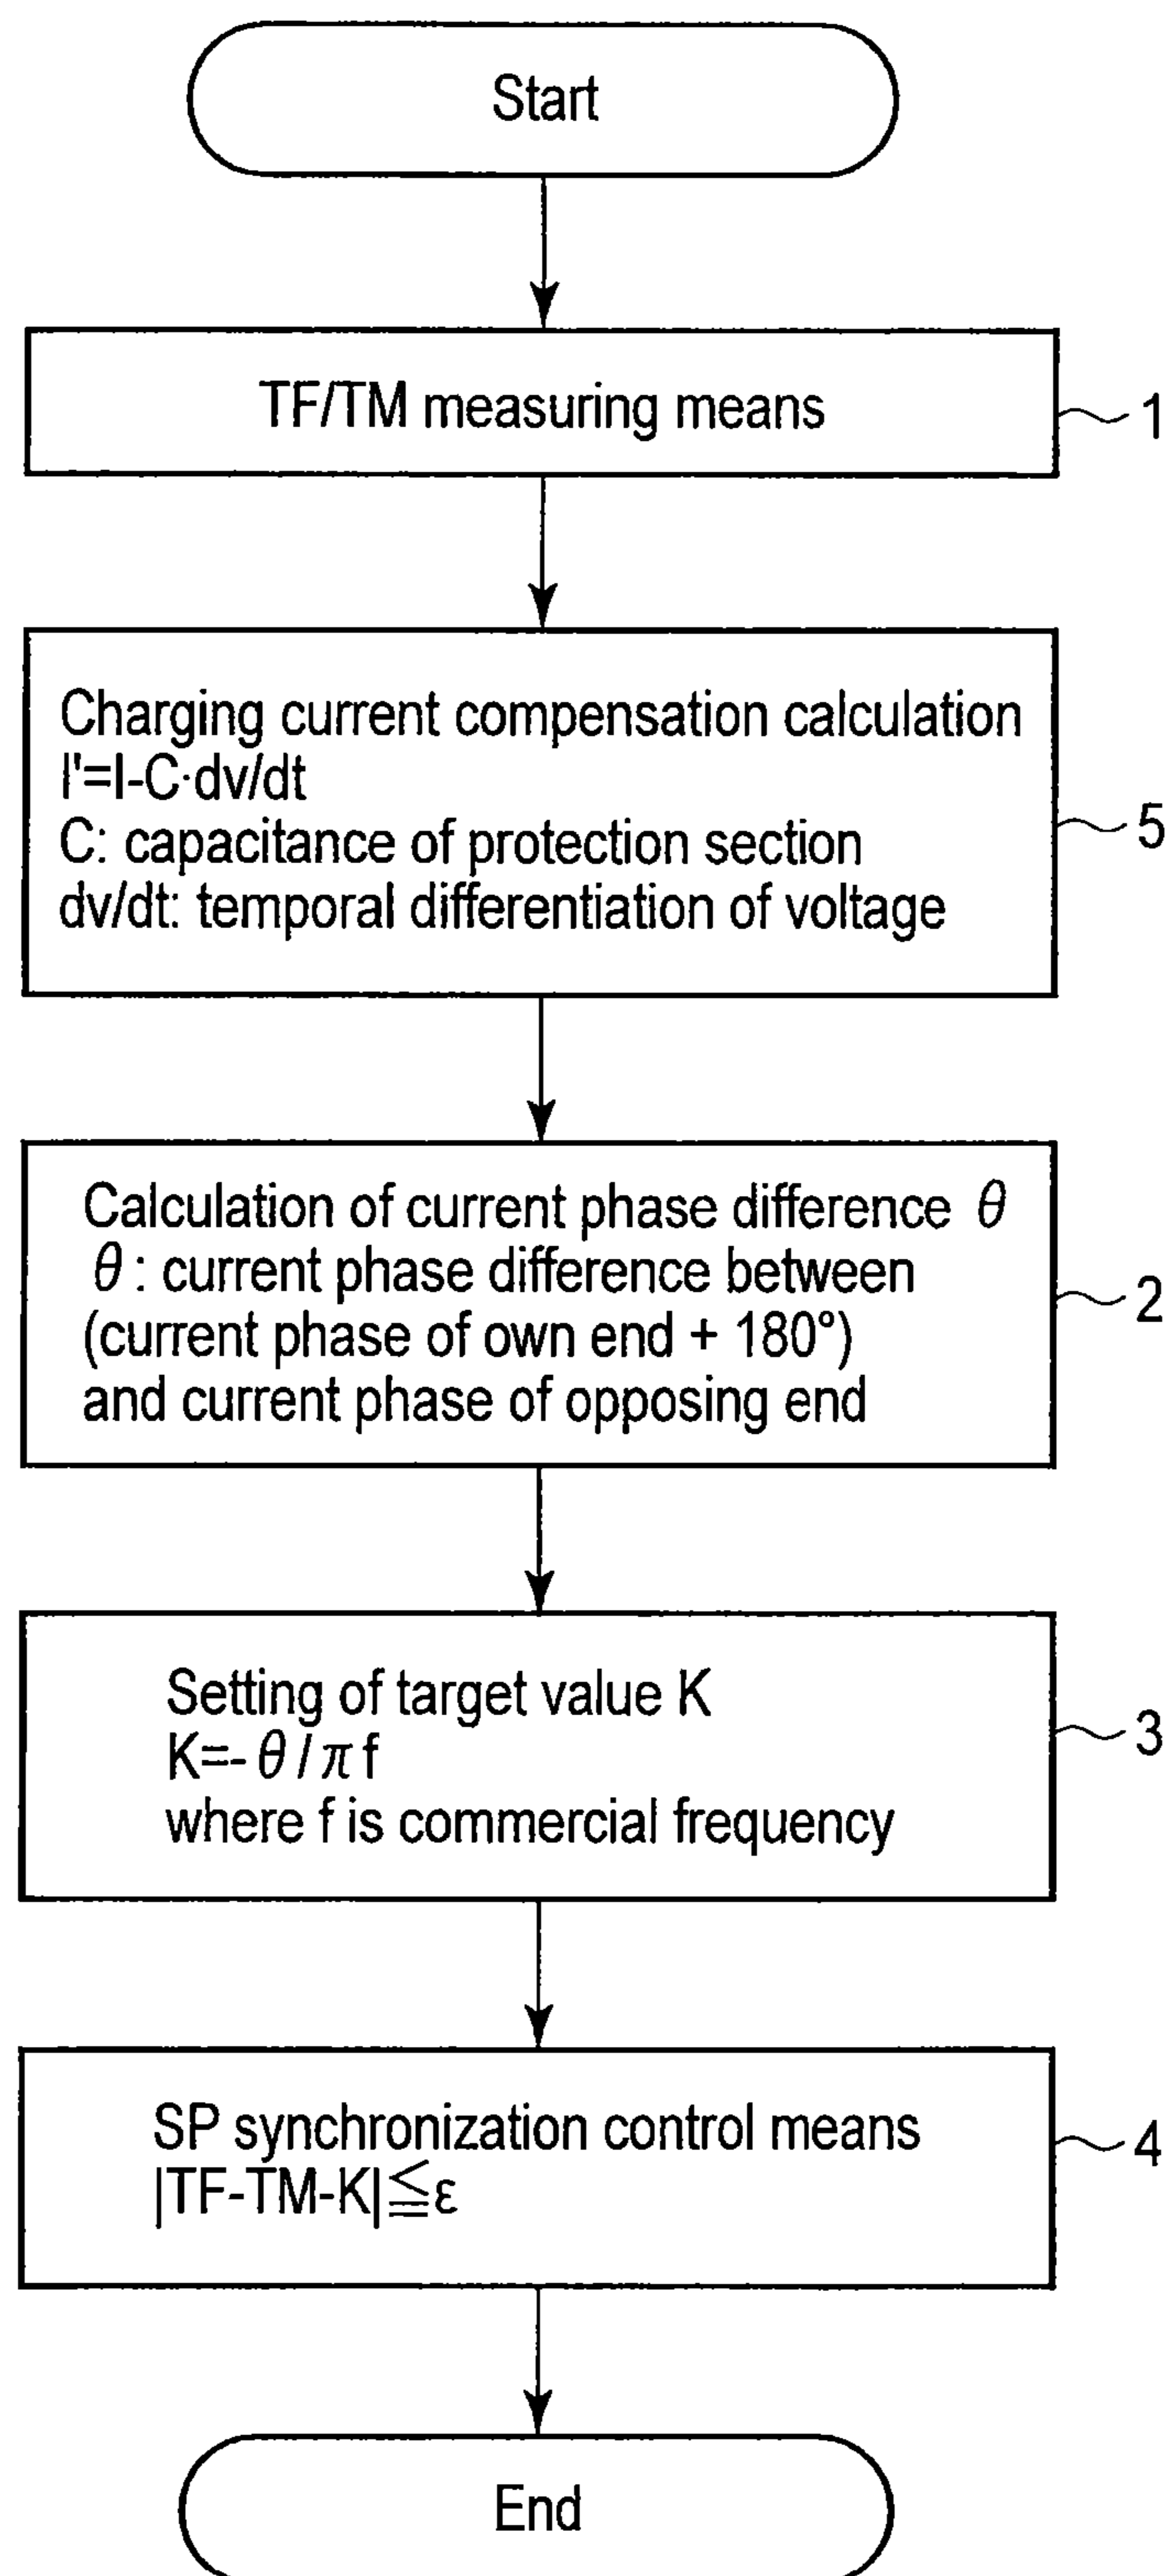 Start
TF/TM measuring means
1
Charging current compensation calculation
I'=I-C·dv/dt
C: capacitance of protection section
dv/dt: temporal differentiation of voltage
5
Calculation of current phase difference θ
θ : current phase difference between
(current phase of own end + 180°)
and current phase of opposing end
2
Setting of target value K
K=-θ/πf
where f is commercial frequency
3
SP synchronization control means
|TF-TM-K|≦ε
4
End